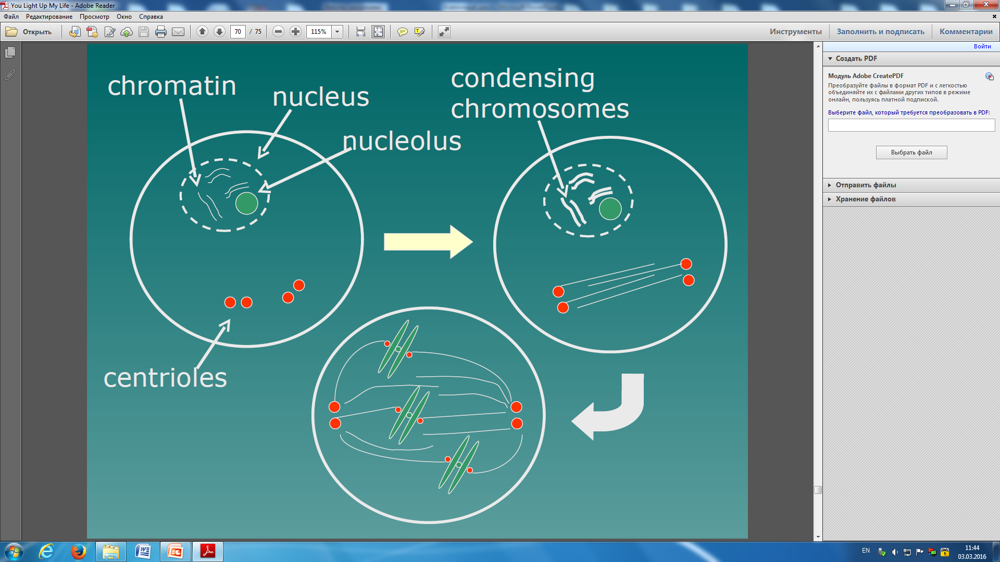 You Light Up My Life - Adobe Reader
Файл Редактирование Просмотр Окно Справка
Открыть 70 / 75 115% Инструменты Заполнить и подписать Комментарии
Войти
Создать PDF
Модуль Adobe CreatePDF
Преобразуйте файлы в формат PDF и с легкостью
объединяйте их с файлами других типов в режиме
онлайн, пользуясь платной подпиской.
Выберите файл, который требуется преобразовать в PDF:
Выбрать файл
Отправить файлы
Хранение файлов
chromatin
nucleus
nucleolus
condensing
chromosomes
centrioles
EN
11:44
03.03.2016